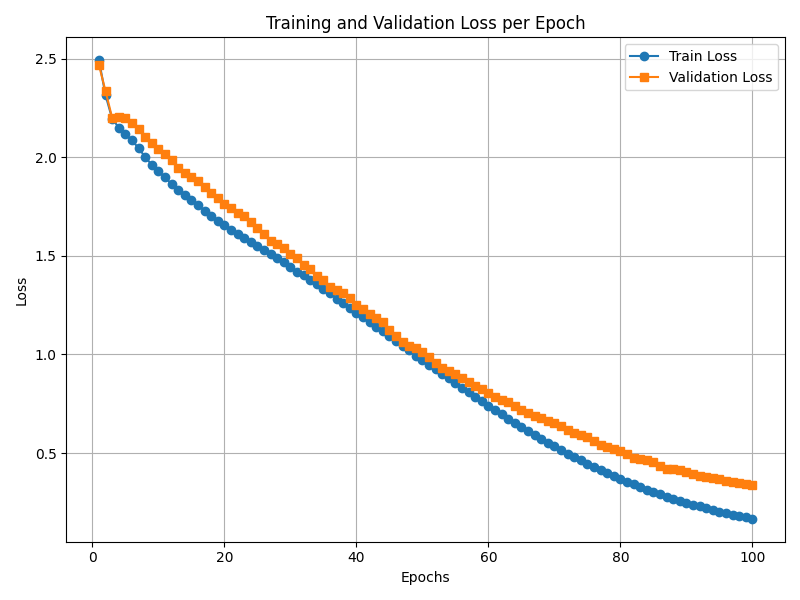 Training and Validation Loss per Epoch
Train Loss
Validation Loss
2.5
2.0
1.5
1.0
0.5
Loss
0 20 40 60 80 100
Epochs